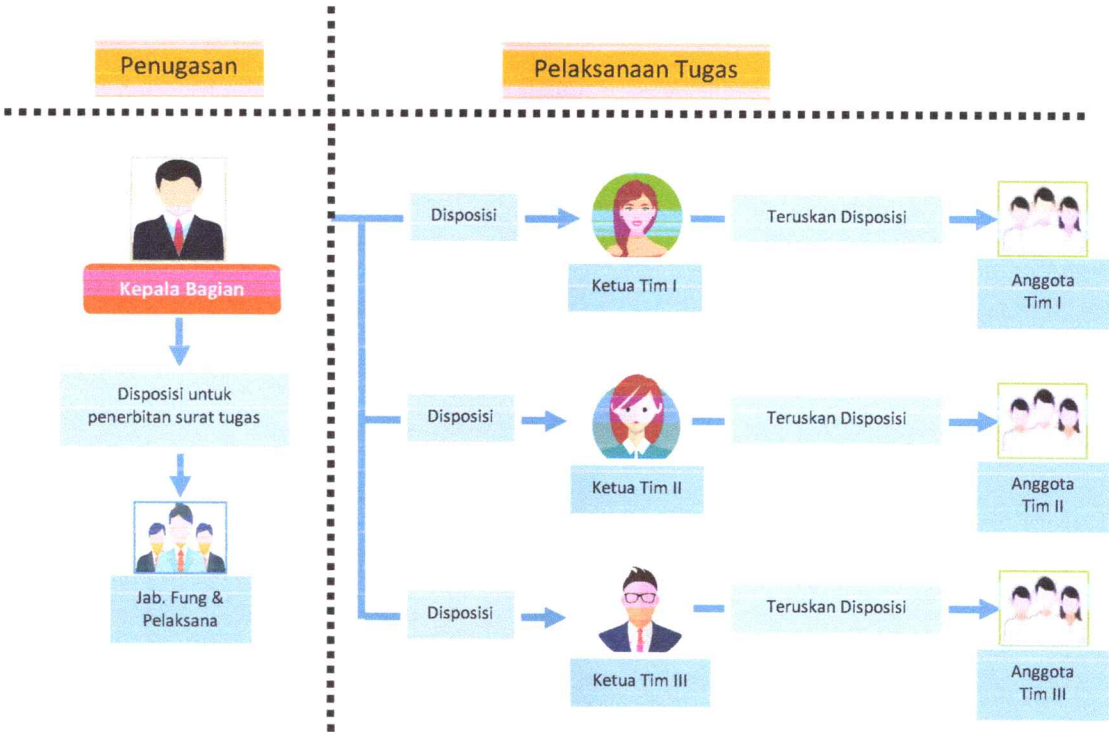 Penugasan
Pelaksanaan Tugas
Kepala Bagian
Disposisi untuk
penerbitan surat tugas
Jab. Fung &
Pelaksana
Disposisi
Ketua Tim I
Teruskan Disposisi
Anggota
Tim I
Disposisi
Ketua Tim II
Teruskan Disposisi
Anggota
Tim II
Disposisi
Ketua Tim III
Teruskan Disposisi
Anggota
Tim III